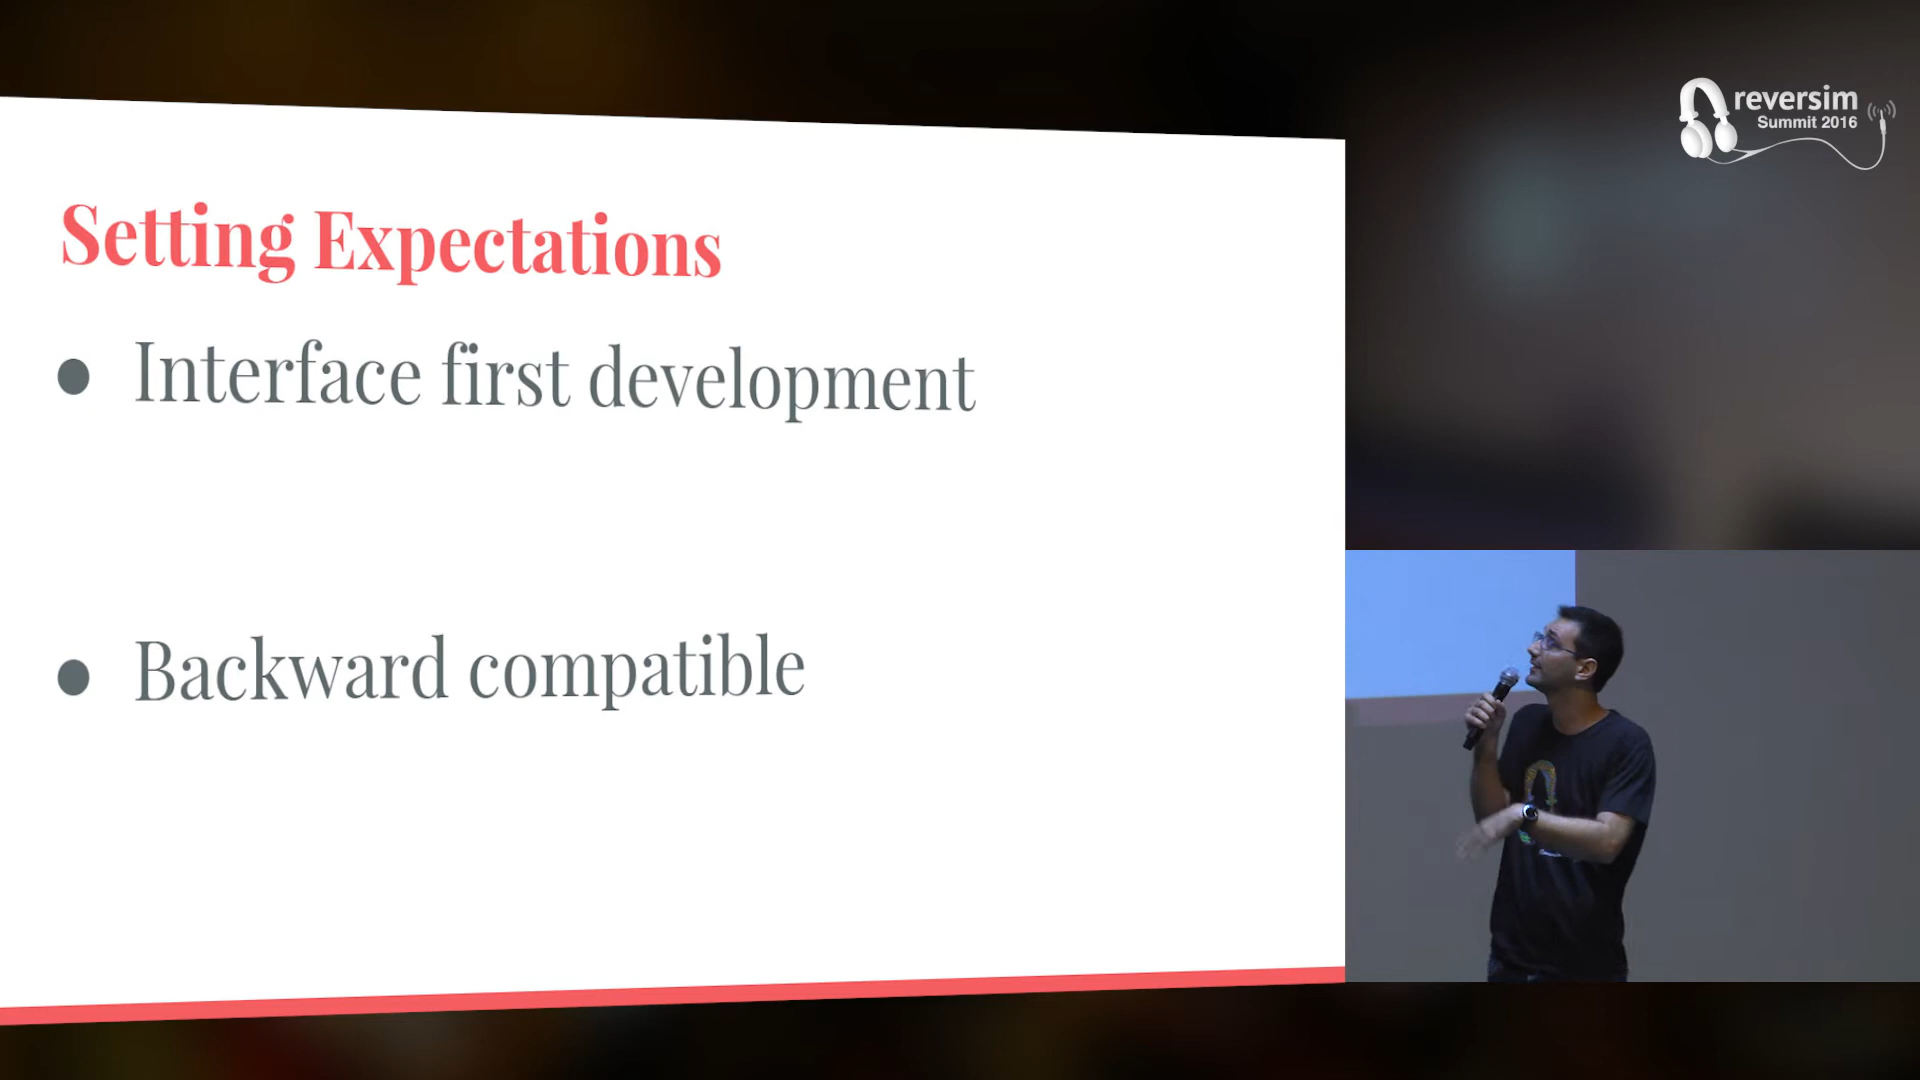 reversim
Summit 2016
Setting Expectations
● Interface first development
● Backward compatible